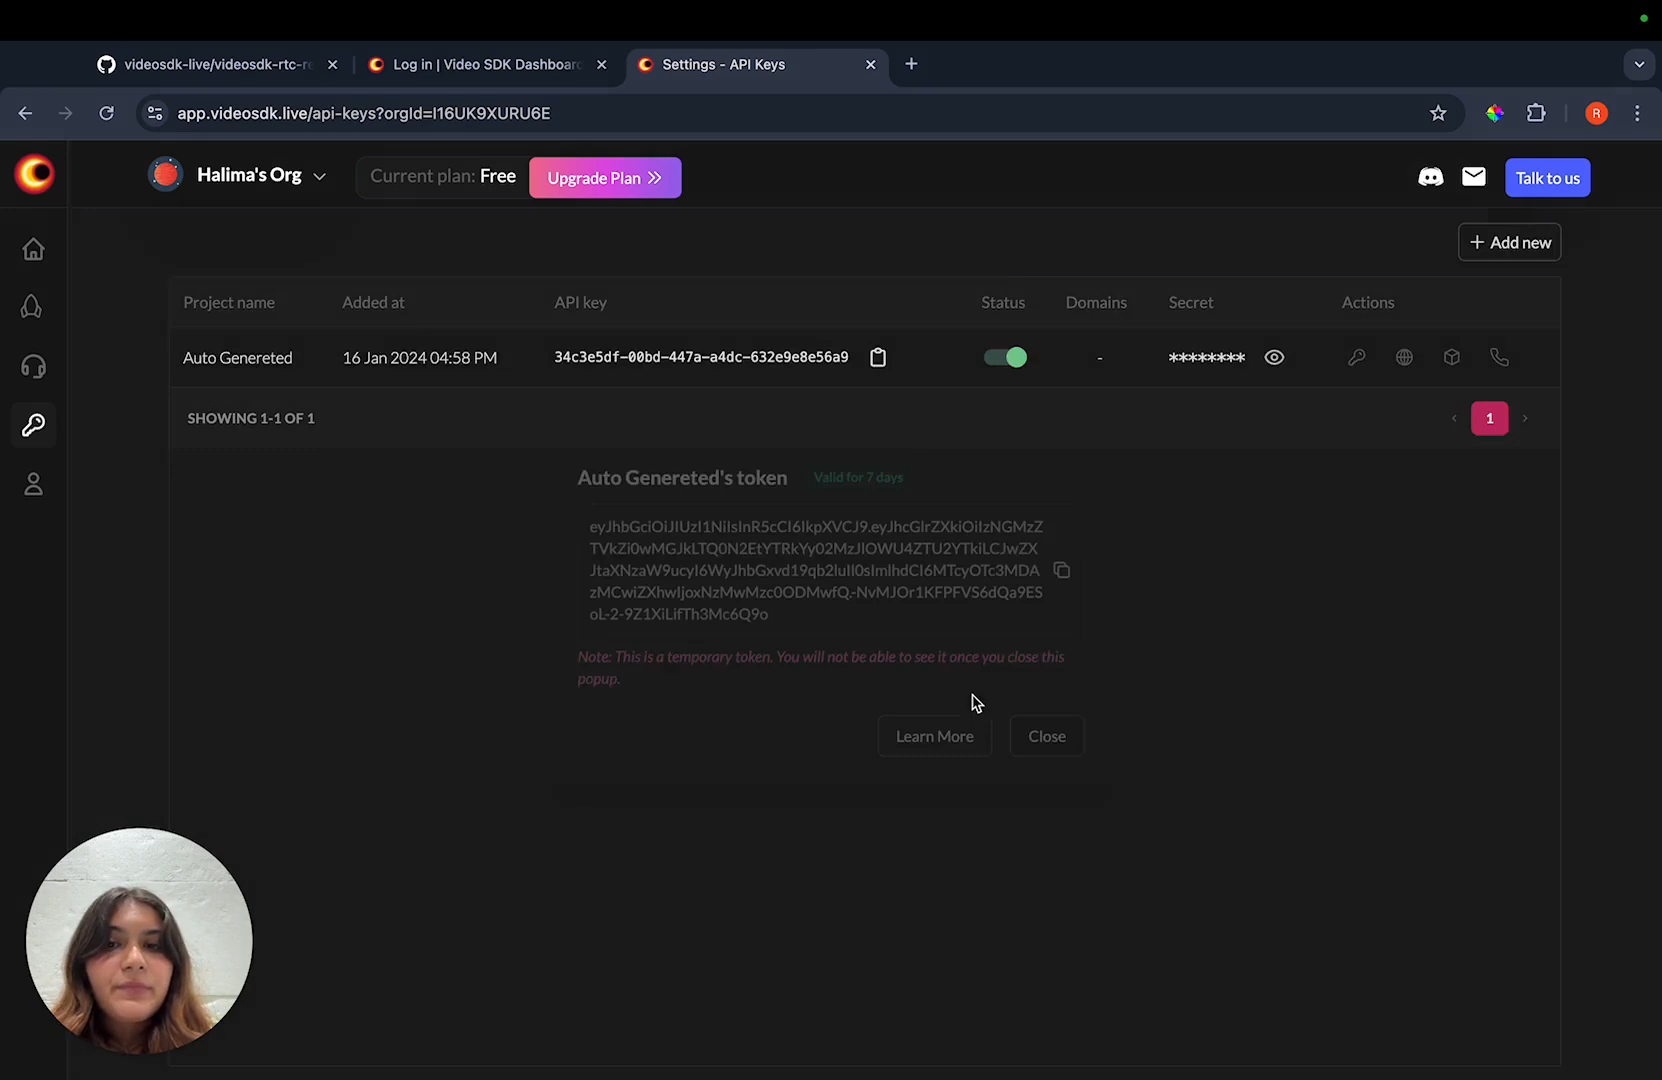 videosdk-live/videosdk-rtc-re
Log in | Video SDK Dashboard
Settings - API Keys
app.videosdk.live/api-keys?orgId=I16UK9XURU6E
R
Halima's Org
Current plan: Free
Upgrade Plan
Talk to us
+ Add new
Project name Added at API key Status Domains Secret Actions
Auto Genereted 16 Jan 2024 04:58 PM 34c3e5df-00bd-447a-a4dc-632e9e8e56a9 - ********
SHOWING 1-1 OF 1
1
Auto Genereted's token Valid for 7 days
eyJhbGciOiJIUzI1NiIsInR5cCI6IkpXVCJ9.eyJhcGlrZXkiOiIzNGMzZ
TVkZi0wMGJkLTQ0N2EtYTRkYy02MzJlOWU4ZTU2YTkiLCJwZX
JtaXNzaW9ucyI6WyJhbGxvd19qb2luIl0sImlhdCI6MTcyOTc3MDA
zMCwiZXhwIjoxNzMwMzc0ODMwfQ.-NvMJOr1KFPFVS6dQa9ES
oL-2-9Z1XiLifTh3Mc6Q9o
Note: This is a temporary token. You will not be able to see it once you close this
popup.
Learn More
Close